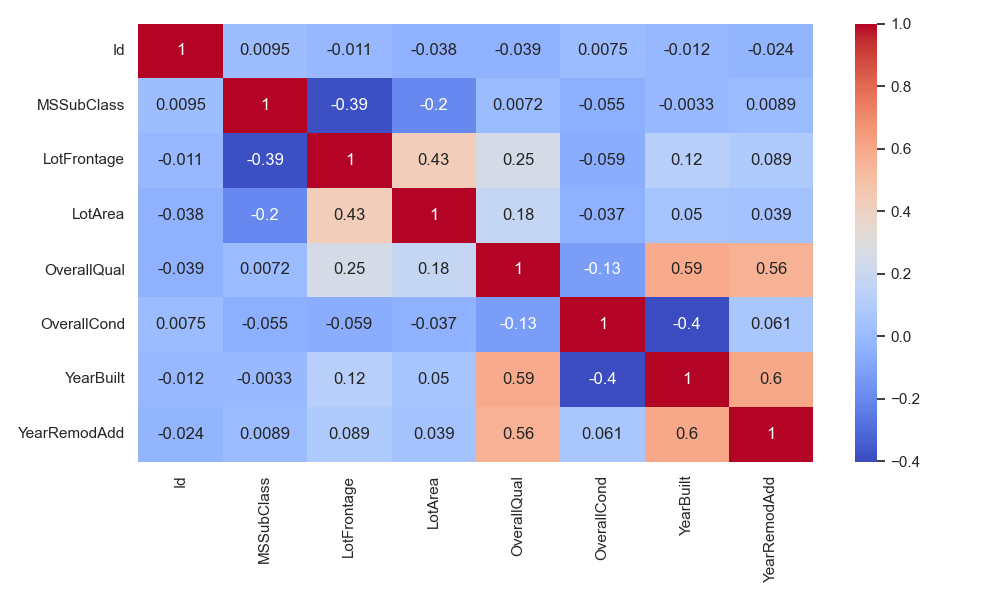 Id 1 0.0095 -0.011 -0.038 -0.039 0.0075 -0.012 -0.024
MSSubClass 0.0095 1 -0.39 -0.2 0.0072 -0.055 -0.0033 0.0089
LotFrontage -0.011 -0.39 1 0.43 0.25 -0.059 0.12 0.089
LotArea -0.038 -0.2 0.43 1 0.18 -0.037 0.05 0.039
OverallQual -0.039 0.0072 0.25 0.18 1 -0.13 0.59 0.56
OverallCond 0.0075 -0.055 -0.059 -0.037 -0.13 1 -0.4 0.061
YearBuilt -0.012 -0.0033 0.12 0.05 0.59 -0.4 1 0.6
YearRemodAdd -0.024 0.0089 0.089 0.039 0.56 0.061 0.6 1
Id
MSSubClass
LotFrontage
LotArea
OverallQual
OverallCond
YearBuilt
YearRemodAdd
1.0
0.8
0.6
0.4
0.2
0.0
-0.2
-0.4